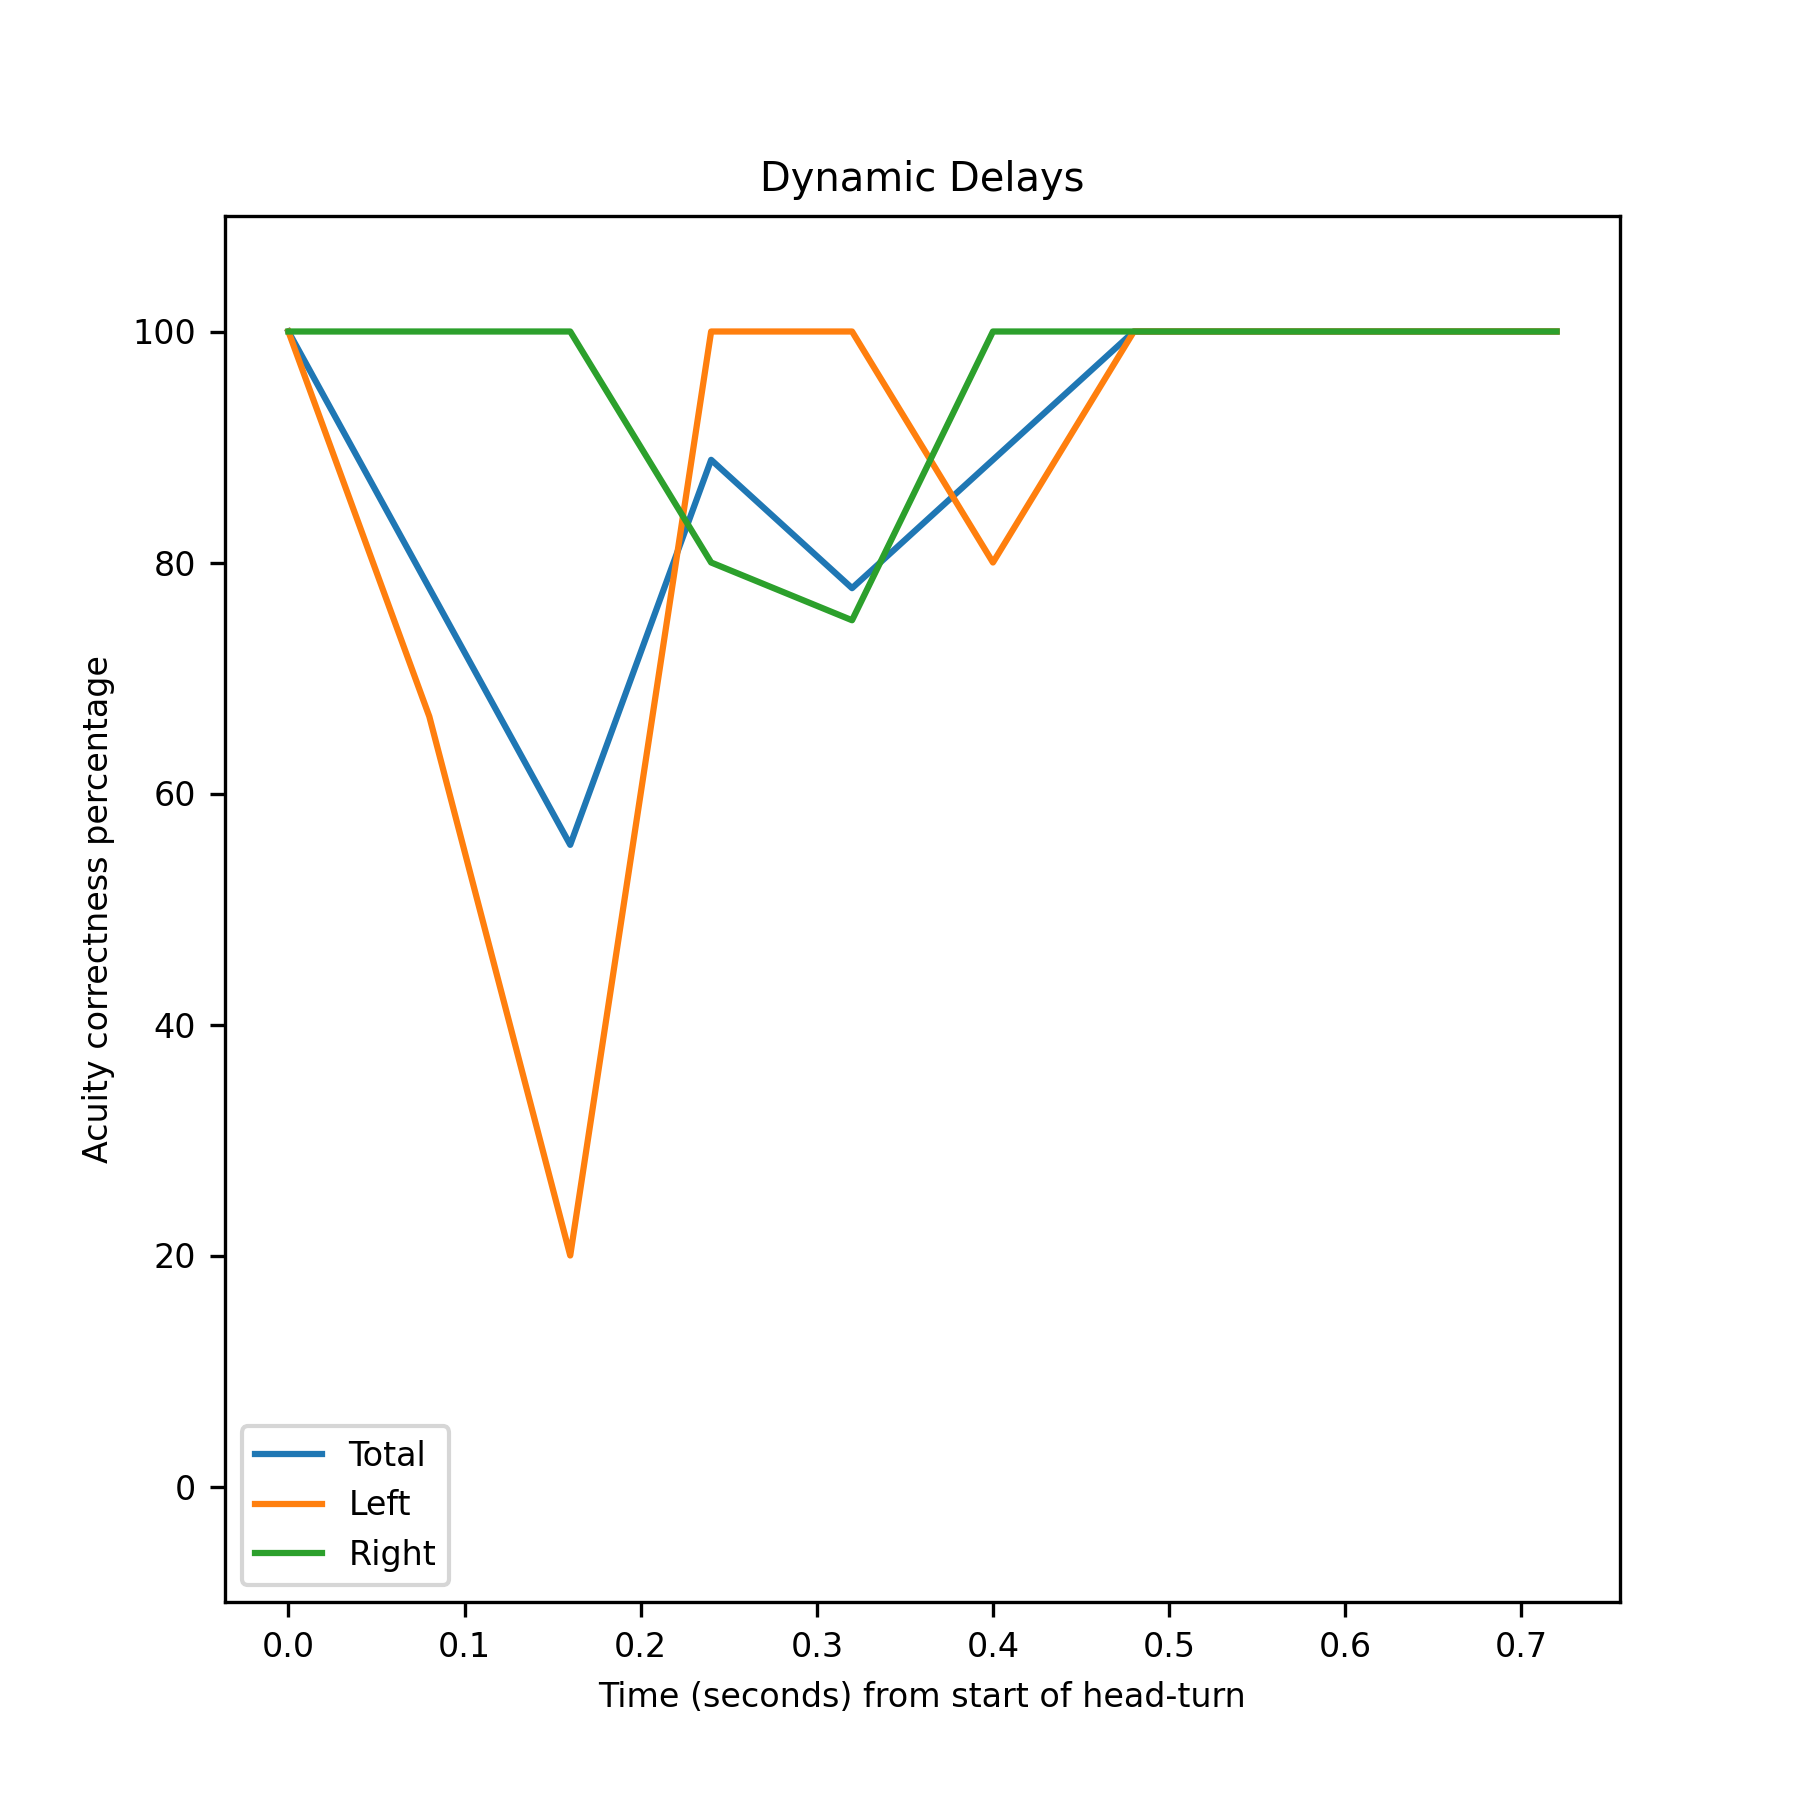 Dynamic Delays
Acuity correctness percentage
100
80
60
40
20
0
Total
Left
Right
0.0 0.1 0.2 0.3 0.4 0.5 0.6 0.7
Time (seconds) from start of head-turn